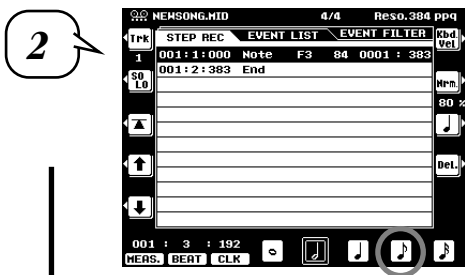 2
NEWSONG.MID 4/4 Reso.384 ppq
Trk STEP REC EVENT LIST EVENT FILTER Kbd. Vel
1 001:1:000 Note F3 84 0001 : 383
001:2:383 End
SO LO Nrm.
80 %
Del.
001 : 3 : 192
MEAS. BEAT CLK